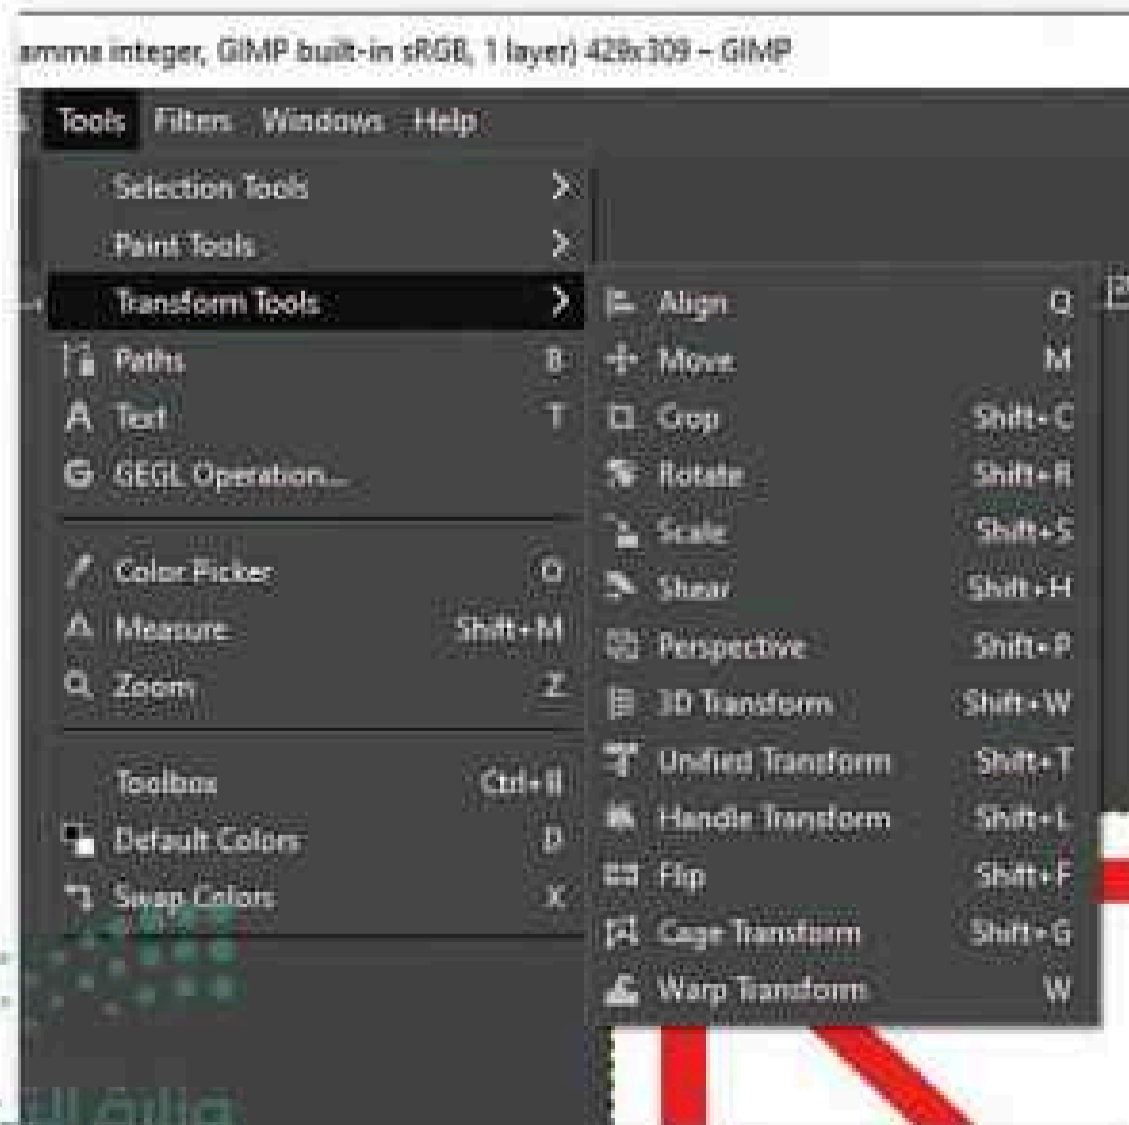 amma integer, GIMP built-in sRGB, 1 layer) 429x309 – GIMP
Tools Filters Windows Help
Selection Tools
Paint Tools
Transform Tools
Paths B
Text T
GEGL Operation...
Color Picker O
Measure Shift+M
Zoom Z
Toolbox Ctrl+B
Default Colors D
Swap Colors X
Align Q
Move M
Crop Shift+C
Rotate Shift+R
Scale Shift+S
Shear Shift+H
Perspective Shift+P
3D Transform Shift+W
Unified Transform Shift+T
Handle Transform Shift+L
Flip Shift+F
Cage Transform Shift+G
Warp Transform W
وزارة